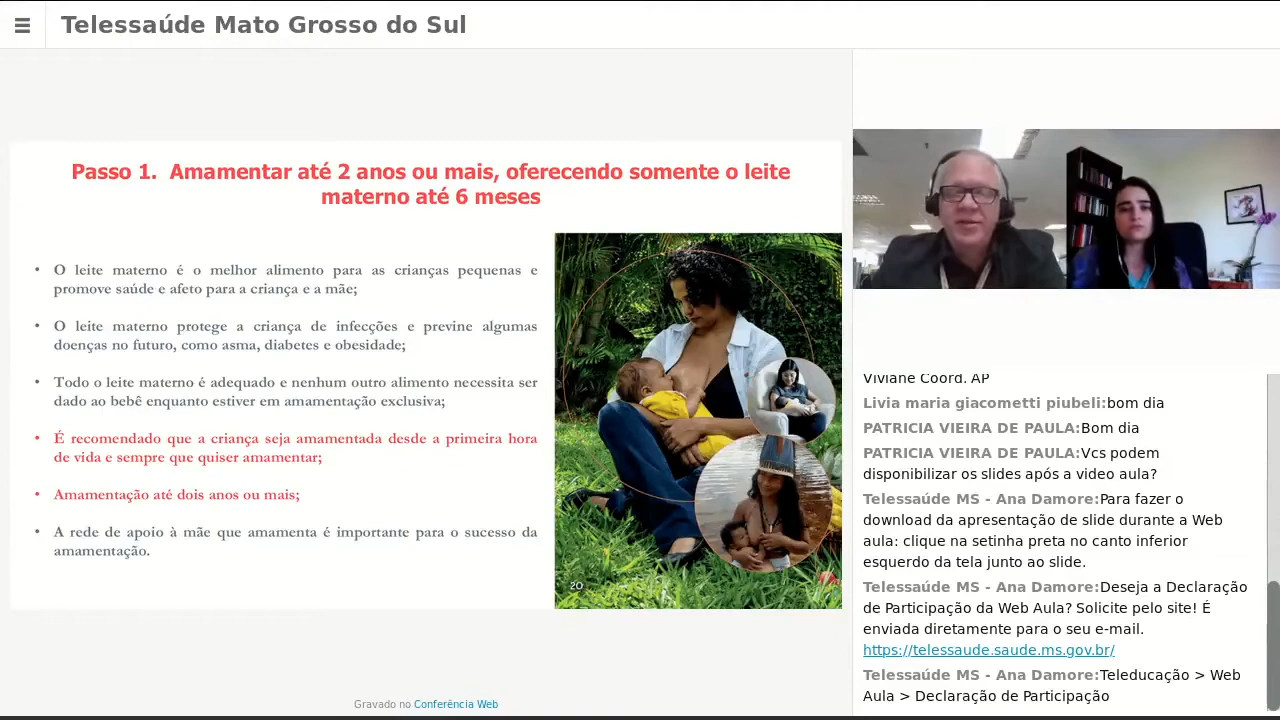 Telessaúde Mato Grosso do Sul
Passo 1. Amamentar até 2 anos ou mais, oferecendo somente o leite
materno até 6 meses
• O leite materno é o melhor alimento para as crianças pequenas e
promove saúde e afeto para a criança e a mãe;
• O leite materno protege a criança de infecções e previne algumas
doenças no futuro, como asma, diabetes e obesidade;
• Todo o leite materno é adequado e nenhum outro alimento necessita ser
dado ao bebê enquanto estiver em amamentação exclusiva;
• É recomendado que a criança seja amamentada desde a primeira hora
de vida e sempre que quiser amamentar;
• Amamentação até dois anos ou mais;
• A rede de apoio à mãe que amamenta é importante para o sucesso da
amamentação.
20
Gravado no Conferência Web
Viviane Coord. AP
Livia maria giacometti piubeli:bom dia
PATRICIA VIEIRA DE PAULA:Bom dia
PATRICIA VIEIRA DE PAULA:Vcs podem
disponibilizar os slides após a video aula?
Telessaúde MS - Ana Damore:Para fazer o
download da apresentação de slide durante a Web
aula: clique na setinha preta no canto inferior
esquerdo da tela junto ao slide.
Telessaúde MS - Ana Damore:Deseja a Declaração
de Participação da Web Aula? Solicite pelo site! É
enviada diretamente para o seu e-mail.
https://telessaude.saude.ms.gov.br/
Telessaúde MS - Ana Damore:Teleducação > Web
Aula > Declaração de Participação